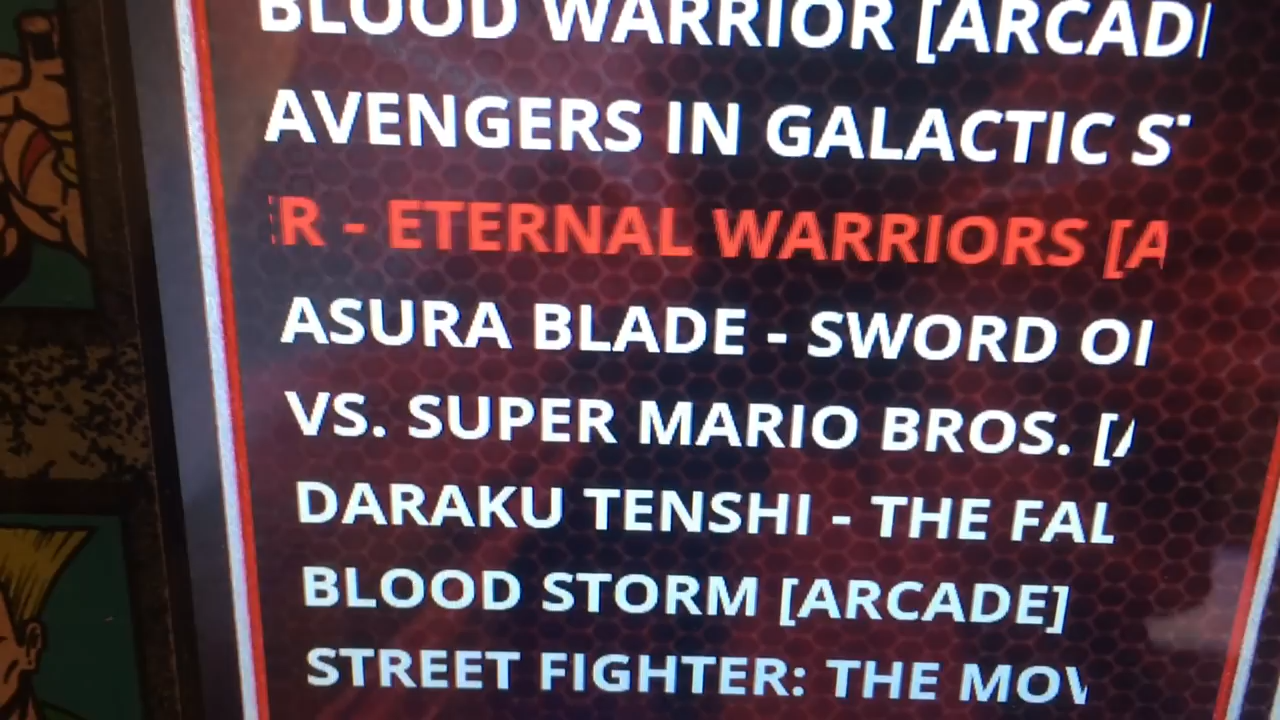 BLOOD WARRIOR [ARCAD
AVENGERS IN GALACTIC S
R - ETERNAL WARRIORS [A
ASURA BLADE - SWORD O
VS. SUPER MARIO BROS. [A
DARAKU TENSHI - THE FAL
BLOOD STORM [ARCADE]
STREET FIGHTER: THE MOV